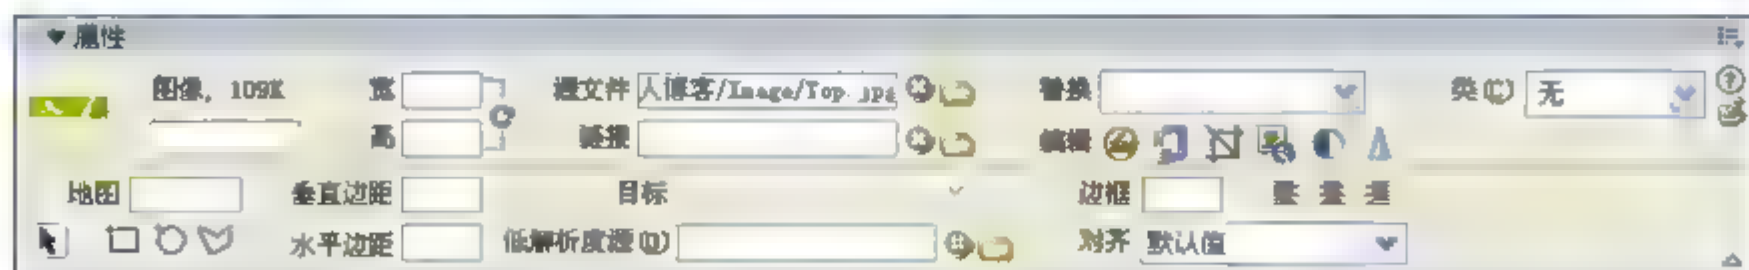 属性
图像, 109K 宽 源文件 人博客/Image/Top.jpg 替换 类(C) 无
高 链接 编辑
地图 垂直边距 目标 边框
水平边距 低解析度源(Q) 对齐 默认值